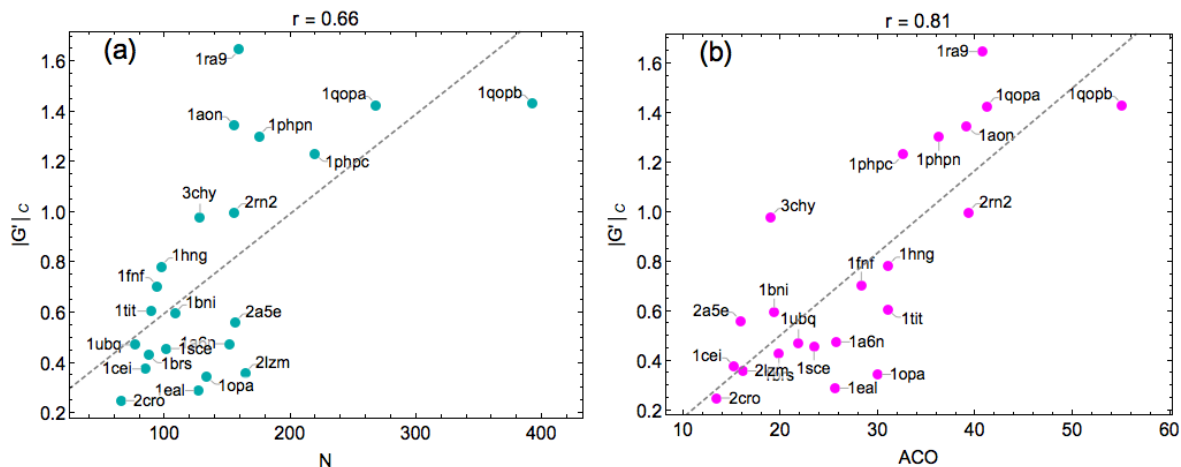 r = 0.66
(a)
1ra9
1qopa
1qopb
1aon
1phpn
1phpc
3chy
2rn2
1hng
1fnf
1tit
1bni
2a5e
1ubq
1sce
1a6n
1cei
1brs
2lzm
1eal
1opa
2cro
|G'| c
1.6
1.4
1.2
1.0
0.8
0.6
0.4
0.2
100
200
300
400
N
r = 0.81
(b)
1ra9
1qopa
1qopb
1aon
1phpc
1phpn
3chy
2rn2
1fnf
1hng
1bni
2a5e
1ubq
1tit
1cei
1a6n
2lzm
1brs
1sce
1opa
1eal
2cro
|G'| c
1.6
1.4
1.2
1.0
0.8
0.6
0.4
0.2
10
20
30
40
50
60
ACO